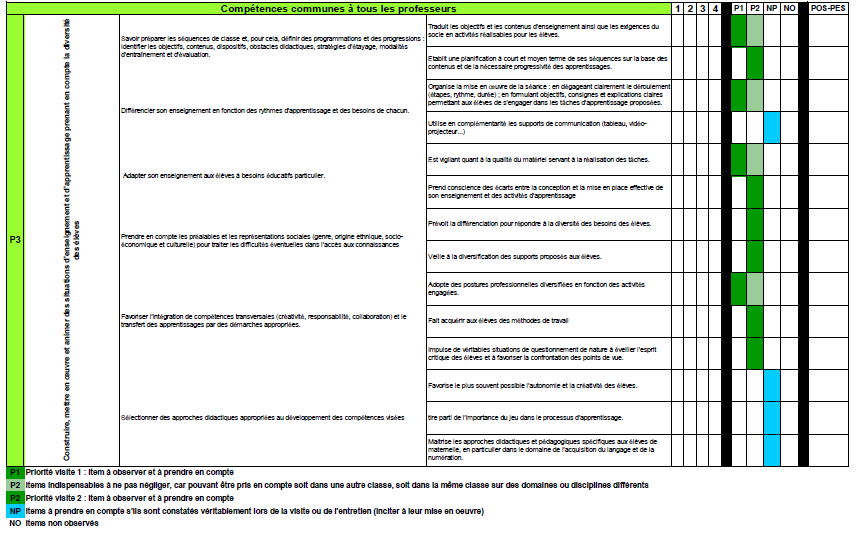 Compétences communes à tous les professeurs
1 2 3 4 P1 P2 NP NO POS-PES
P3
Construire, mettre en œuvre et animer des situations d'enseignement et d'apprentissage prenant en compte la diversité
des élèves
Savoir préparer les séquences de classe et, pour cela, définir des programmations et des progressions :
identifier les objectifs, contenus, dispositifs, obstacles didactiques, stratégies d'étayage, modalités
d'entraînement et d'évaluation.
Différencier son enseignement en fonction des rythmes d'apprentissage et des besoins de chacun.
Adapter son enseignement aux élèves à besoins éducatifs particulier.
Prendre en compte les préalables et les représentations sociales (genre, origine ethnique, socio-
économique et culturelle) pour traiter les difficultés éventuelles dans l'accès aux connaissances
Favoriser l'intégration de compétences transversales (créativité, responsabilité, collaboration) et le
transfert des apprentissages par des démarches appropriées.
Sélectionner des approches didactiques appropriées au développement des compétences visées
Traduit les objectifs et les contenus d'enseignement ainsi que les exigences du
socle en activités réalisables pour les élèves.
Etablit une planification à court et moyen terme de ses séquences sur la base des
contenus et de la nécessaire progressivité des apprentissages.
Organise la mise en œuvre de la séance : en dégageant clairement le déroulement
(étapes, rythme, durée) ; en formulant objectifs, consignes et explications claires
permettant aux élèves de s'engager dans les tâches d'apprentissage proposées.
Utilise en complémentarité les supports de communication (tableau, vidéo-
projecteur...)
Est vigilant quant à la qualité du matériel servant à la réalisation des tâches.
Prend conscience des écarts entre la conception et la mise en place effective de
son enseignement et des activités d'apprentissage
Prévoit la différenciation pour répondre à la diversité des besoins des élèves.
Veille à la diversification des supports proposés aux élèves.
Adopte des postures professionnelles diversifiées en fonction des activités
engagées.
Fait acquérir aux élèves des méthodes de travail
Impulse de véritables situations de questionnement de nature à éveiller l'esprit
critique des élèves et à favoriser la confrontation des points de vue.
Favorise le plus souvent possible l'autonomie et la créativité des élèves.
tire parti de l'importance du jeu dans le processus d'apprentissage.
Maitrise les approches didactiques et pédagogiques spécifiques aux élèves de
maternelle, en particulier dans le domaine de l'acquisition du langage et de la
numération.
P1 Priorité visite 1 : Item à observer et à prendre en compte
P2 Items indispensables à ne pas négliger, car pouvant être pris en compte soit dans une autre classe, soit dans la même classe sur des domaines ou disciplines différents
P2 Priorité visite 2 : Item à observer et à prendre en compte
NP Items à prendre en compte s'ils sont constatés véritablement lors de la visite ou de l'entretien (inciter à leur mise en oeuvre)
NO Items non observés